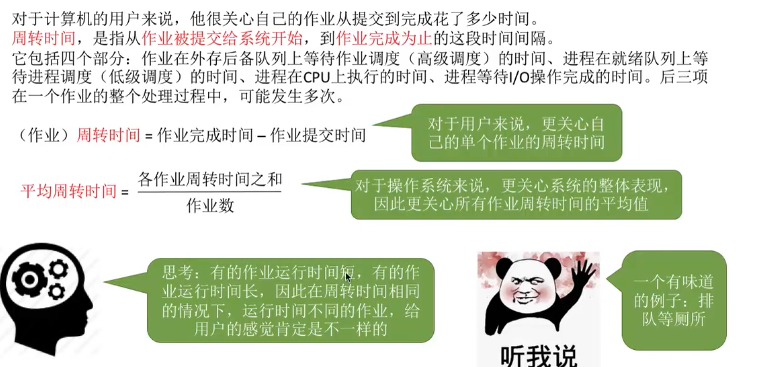 对于计算机的用户来说，他很关心自己的作业从提交到完成花了多少时间。
周转时间，是指从作业被提交给系统开始，到作业完成为止的这段时间间隔。
它包括四个部分：作业在外存后备队列上等待作业调度（高级调度）的时间、进程在就绪队列上等
待进程调度（低级调度）的时间、进程在CPU上执行的时间、进程等待I/O操作完成的时间。后三项
在一个作业的整个处理过程中，可能发生多次。
（作业）周转时间 = 作业完成时间 – 作业提交时间
对于用户来说，更关心自
己的单个作业的周转时间
平均周转时间 =
各作业周转时间之和
作业数
对于操作系统来说，更关心系统的整体表现，
因此更关心所有作业周转时间的平均值
思考：有的作业运行时间短，有的作
业运行时间长，因此在周转时间相同
的情况下，运行时间不同的作业，给
用户的感觉肯定是不一样的
听我说
一个有味道
的例子：排
队等厕所